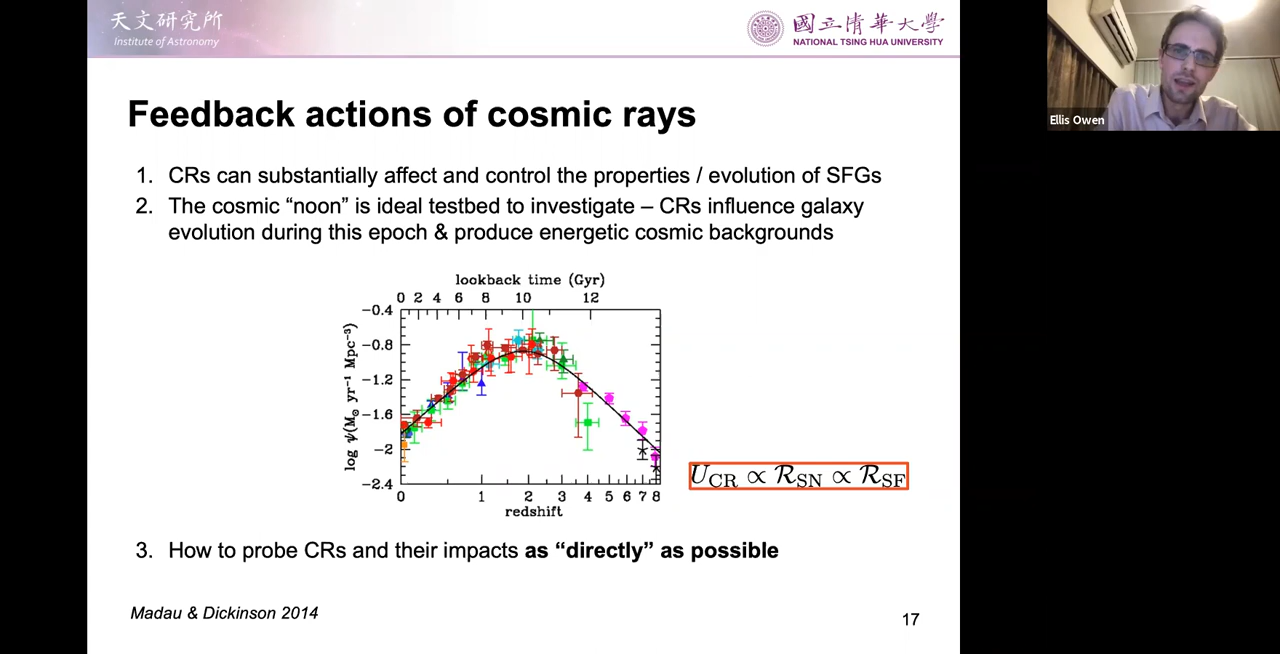 天文研究所
Institute of Astronomy
國立清華大學
NATIONAL TSING HUA UNIVERSITY
Ellis Owen
Feedback actions of cosmic rays
1. CRs can substantially affect and control the properties / evolution of SFGs
2. The cosmic “noon” is ideal testbed to investigate – CRs influence galaxy
evolution during this epoch & produce energetic cosmic backgrounds
lookback time (Gyr)
0 2 4 6 8 10 12
log ψ(M⊙ yr⁻¹ Mpc⁻³)
−0.4
−0.8
−1.2
−1.6
−2
−2.4
0 1 2 3 4 5 6 7 8
redshift
U_CR ∝ R_SN ∝ R_SF
3. How to probe CRs and their impacts as “directly” as possible
Madau & Dickinson 2014
17